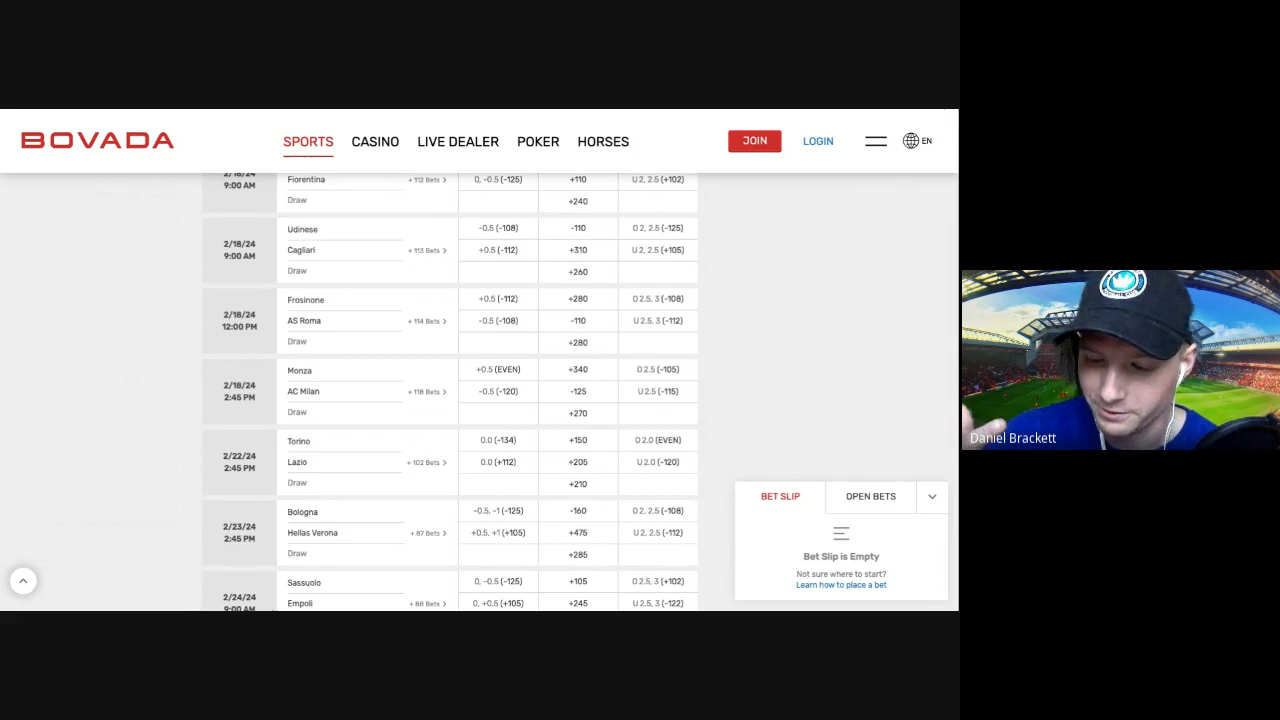 BOVADA
SPORTS CASINO LIVE DEALER POKER HORSES JOIN LOGIN EN
2/18/24 9:00 AM
Fiorentina + 112 Bets > 0, -0.5 (-125) +110 U 2, 2.5 (+102)
Draw +240
2/18/24 9:00 AM
Udinese -0.5 (-108) -110 O 2, 2.5 (-125)
Cagliari + 113 Bets > +0.5 (-112) +310 U 2, 2.5 (+105)
Draw +260
2/18/24 12:00 PM
Frosinone +0.5 (-112) +280 O 2.5, 3 (-108)
AS Roma + 114 Bets > -0.5 (-108) -110 U 2.5, 3 (-112)
Draw +280
2/18/24 2:45 PM
Monza +0.5 (EVEN) +340 O 2.5 (-105)
AC Milan + 118 Bets > -0.5 (-120) -125 U 2.5 (-115)
Draw +270
2/22/24 2:45 PM
Torino 0.0 (-134) +150 O 2.0 (EVEN)
Lazio + 102 Bets > 0.0 (+112) +205 U 2.0 (-120)
Draw +210
2/23/24 2:45 PM
Bologna -0.5, -1 (-125) -160 O 2, 2.5 (-108)
Hellas Verona + 87 Bets > +0.5, +1 (+105) +475 U 2, 2.5 (-112)
Draw +285
2/24/24 9:00 AM
Sassuolo 0, -0.5 (-125) +105 O 2.5, 3 (+102)
Empoli + 88 Bets > 0, +0.5 (+105) +245 U 2.5, 3 (-122)
BET SLIP OPEN BETS
Bet Slip is Empty
Not sure where to start?
Learn how to place a bet
Daniel Brackett